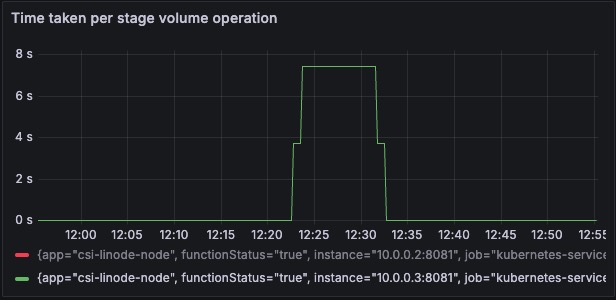 Time taken per stage volume operation
8 s
6 s
4 s
2 s
0 s
12:00 12:05 12:10 12:15 12:20 12:25 12:30 12:35 12:40 12:45 12:50 12:55
{app="csi-linode-node", functionStatus="true", instance="10.0.0.2:8081", job="kubernetes-service
{app="csi-linode-node", functionStatus="true", instance="10.0.0.3:8081", job="kubernetes-service